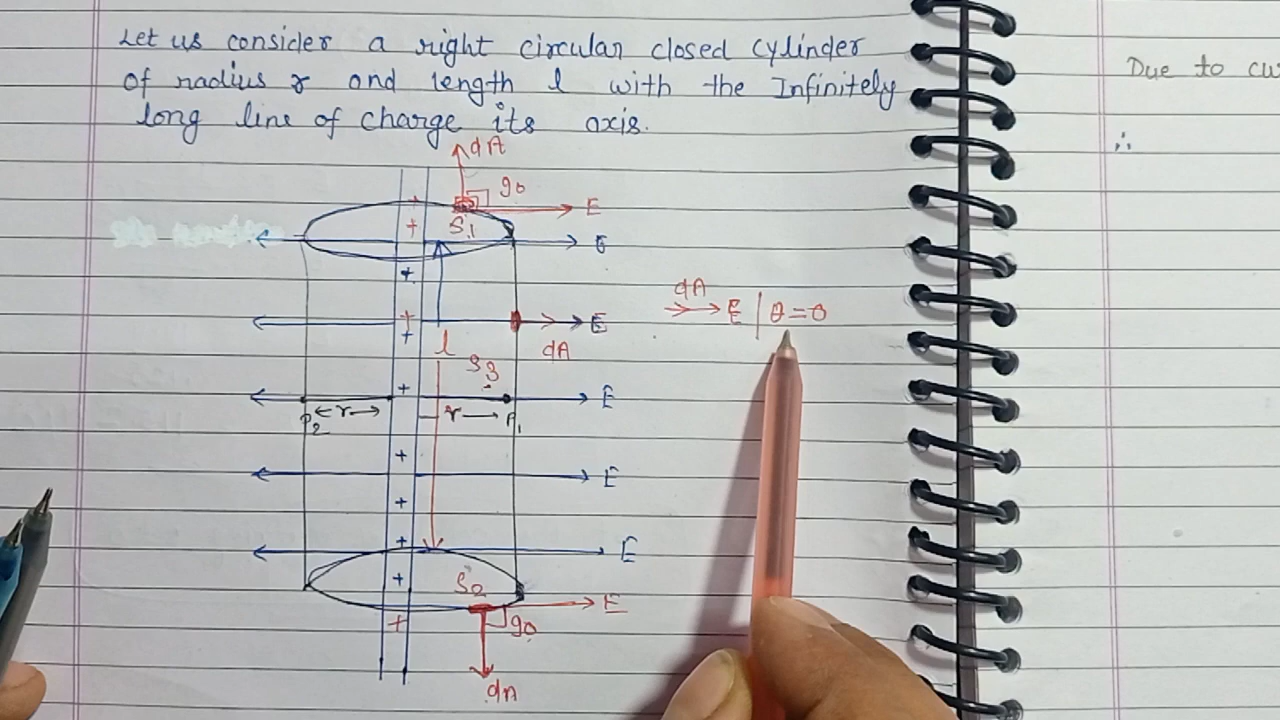 Let us consider a right circular closed cylinder
of radius r and length l with the Infinitely
long line of charge its axis.
Due to cu
∴
dA
90
E
S1
E
dA
E | θ=0
E
dA
l
S3
E
P2 ←r→
r→ P1
E
E
S2
E
90
dA